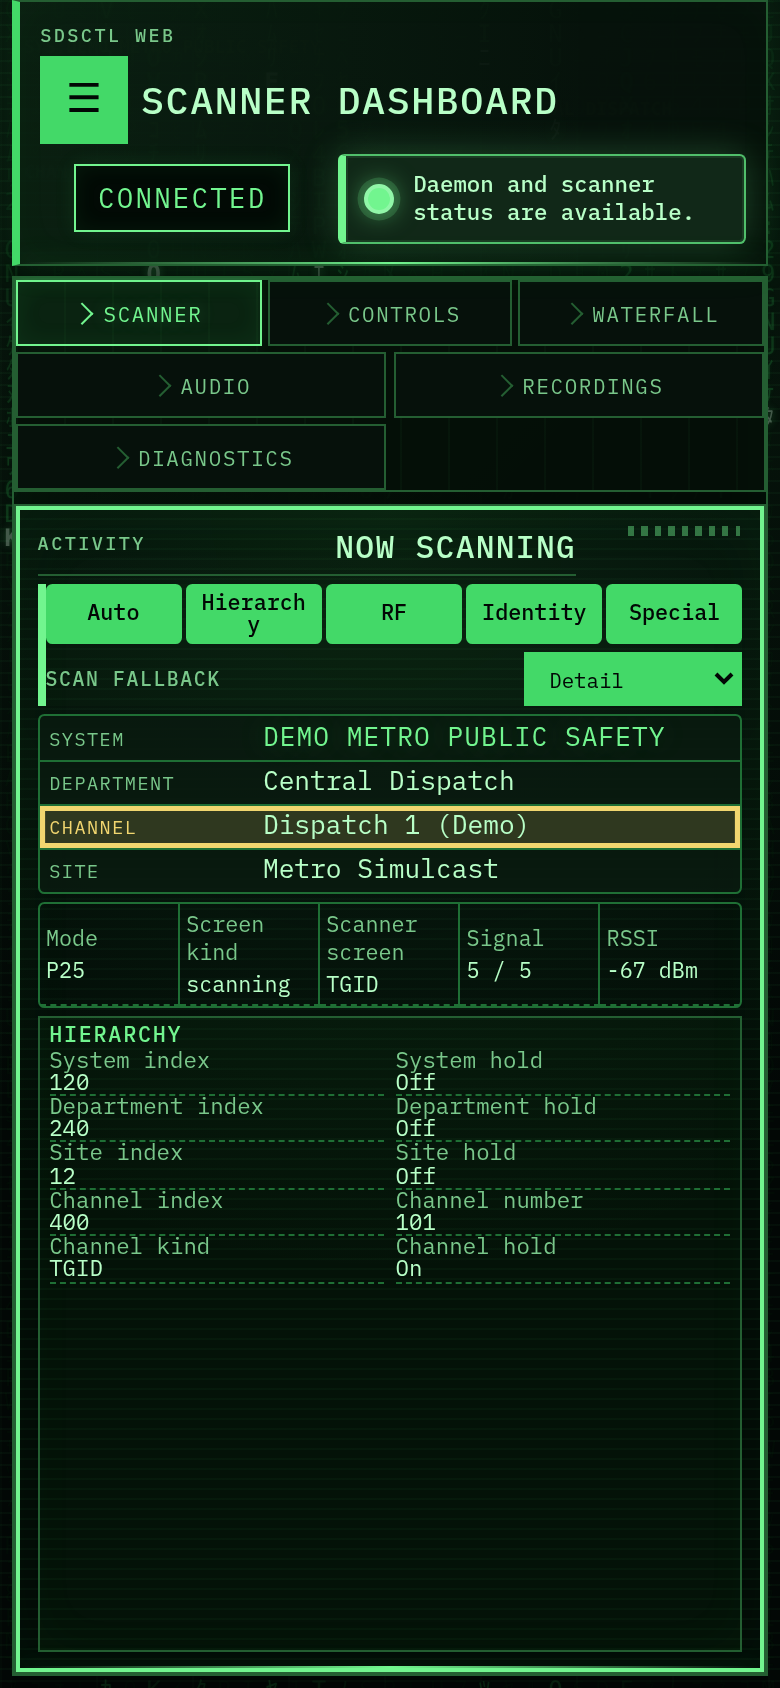 SDSCTL WEB
☰ SCANNER DASHBOARD
CONNECTED
Daemon and scanner
status are available.
SCANNER
CONTROLS
WATERFALL
AUDIO
RECORDINGS
DIAGNOSTICS
ACTIVITY
NOW SCANNING
Auto
Hierarch
y
RF
Identity
Special
SCAN FALLBACK
Detail
SYSTEM
DEMO METRO PUBLIC SAFETY
DEPARTMENT
Central Dispatch
CHANNEL
Dispatch 1 (Demo)
SITE
Metro Simulcast
Mode
P25
Screen
kind
scanning
Scanner
screen
TGID
Signal
5 / 5
RSSI
-67 dBm
HIERARCHY
System index
120
System hold
Off
Department index
240
Department hold
Off
Site index
12
Site hold
Off
Channel index
400
Channel number
101
Channel kind
TGID
Channel hold
On